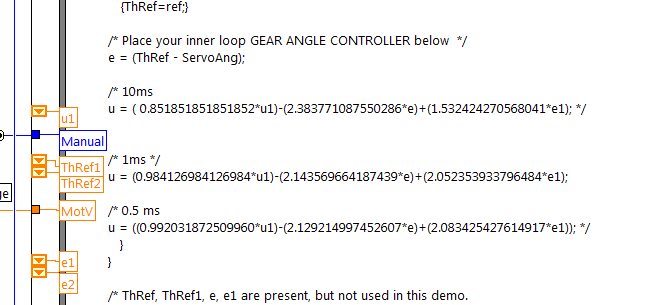 {ThRef=ref;}
/* Place your inner loop GEAR ANGLE CONTROLLER below  */
e = (ThRef - ServoAng);
/* 10ms
u = ( 0.851851851851852*u1)-(2.383771087550286*e)+(1.532424270568041*e1); */
u1
Manual
/* 1ms */
ThRef1
u = (0.984126984126984*u1)-(2.143569664187439*e)+(2.052353933796484*e1);
ThRef2
ge
MotV
/* 0.5 ms
u = ((0.992031872509960*u1)-(2.129214997452607*e)+(2.083425427614917*e1)); */
}
}
e1
e2
/* ThRef, ThRef1, e, e1 are present, but not used in this demo.